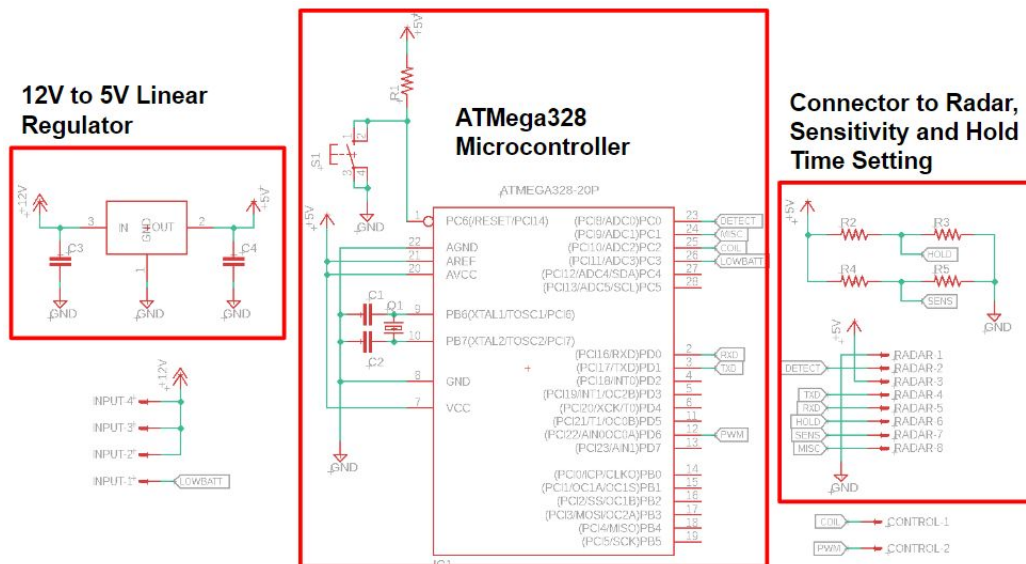 12V to 5V Linear
Regulator
+12V
3
IN
GND
OUT
2
+5V
C3
1
C4
GND
GND
GND
+12V
INPUT-4
INPUT-3
INPUT-2
INPUT-1
LOWBATT
+5V
R1
ATMega328
Microcontroller
S1
1
2
3
4
GND
+5V
ATMEGA328-20P
1
PC6(/RESET/PCI14)
22
AGND
21
AREF
20
AVCC
C1
Q1
9
PB6(XTAL1/TOSC1/PCI6)
10
PB7(XTAL2/TOSC2/PCI7)
C2
8
GND
7
VCC
GND
(PCI8/ADC0)PC0
23
DETECT
(PCI9/ADC1)PC1
24
MISC
(PCI10/ADC2)PC2
25
COIL
(PCI11/ADC3)PC3
26
LOWBATT
(PCI12/ADC4/SDA)PC4
27
(PCI13/ADC5/SCL)PC5
28
(PCI16/RXD)PD0
2
RXD
(PCI17/TXD)PD1
3
TXD
(PCI18/INT0)PD2
4
(PCI19/INT1/OC2B)PD3
5
(PCI20/XCK/T0)PD4
6
(PCI21/T1/OC0B)PD5
11
(PCI22/AIN0OC0A)PD6
12
PWM
(PCI23/AIN1)PD7
13
(PCI0/ICP/CLKO)PB0
14
(PCI1/OC1A/OC1S)PB1
15
(PCI2/SS/OC1B)PB2
16
(PCI3/MOSI/OC2A)PB3
17
(PCI4/MISO)PB4
18
(PCI5/SCK)PB5
19
Connector to Radar,
Sensitivity and Hold
Time Setting
+5V
R2
R3
HOLD
R4
R5
SENS
GND
+5V
RADAR-1
DETECT
RADAR-2
RADAR-3
TXD
RADAR-4
RXD
RADAR-5
HOLD
RADAR-6
SENS
RADAR-7
MISC
RADAR-8
GND
COIL
CONTROL-1
PWM
CONTROL-2